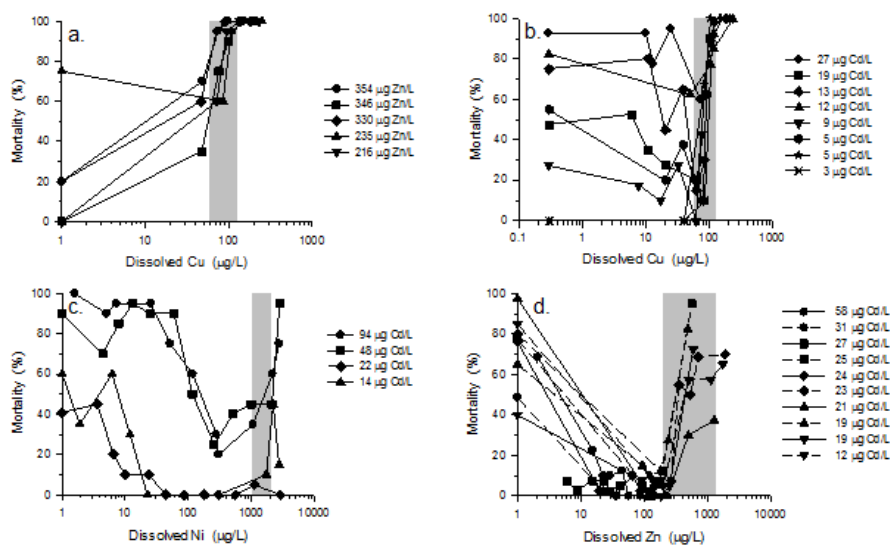 a.
100
80
60
40
20
0
Mortality (%)
1 10 100 1000
Dissolved Cu (µg/L)
354 µg Zn/L
346 µg Zn/L
330 µg Zn/L
235 µg Zn/L
216 µg Zn/L
b.
100
80
60
40
20
0
Mortality (%)
0.1 1 10 100 1000
Dissolved Cu (µg/L)
27 µg Cd/L
19 µg Cd/L
13 µg Cd/L
12 µg Cd/L
9 µg Cd/L
5 µg Cd/L
5 µg Cd/L
3 µg Cd/L
c.
100
80
60
40
20
0
Mortality (%)
1 10 100 1000 10000
Dissolved Ni (µg/L)
94 µg Cd/L
48 µg Cd/L
22 µg Cd/L
14 µg Cd/L
d.
100
80
60
40
20
0
Mortality (%)
1 10 100 1000 10000
Dissolved Zn (µg/L)
58 µg Cd/L
31 µg Cd/L
27 µg Cd/L
25 µg Cd/L
24 µg Cd/L
23 µg Cd/L
21 µg Cd/L
19 µg Cd/L
19 µg Cd/L
12 µg Cd/L